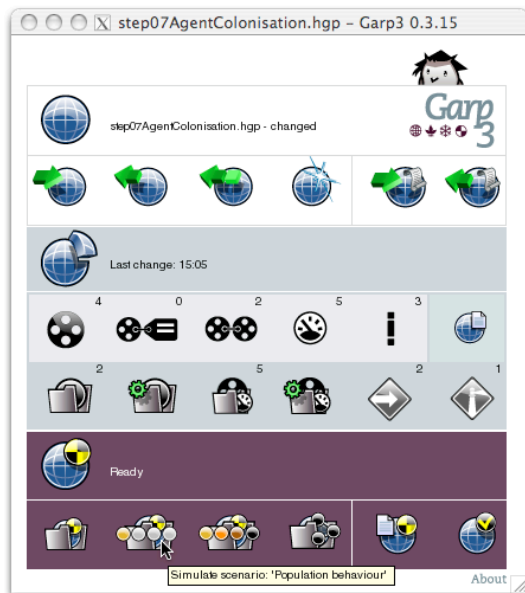 X step07AgentColonisation.hgp – Garp3 0.3.15
Garp
3
step07AgentColonisation.hgp - changed
Last change: 15:05
4 0 2 5 3
2 5 2 1
Ready
Simulate scenario: 'Population behaviour'
About